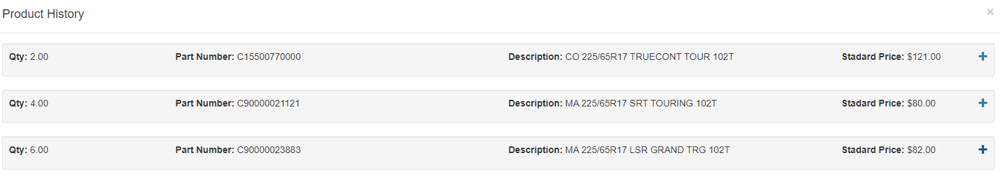 Product History ×
Qty: 2.00 Part Number: C15500770000 Description: CO 225/65R17 TRUECONT TOUR 102T Stadard Price: $121.00 +
Qty: 4.00 Part Number: C90000021121 Description: MA 225/65R17 SRT TOURING 102T Stadard Price: $80.00 +
Qty: 6.00 Part Number: C90000023883 Description: MA 225/65R17 LSR GRAND TRG 102T Stadard Price: $82.00 +